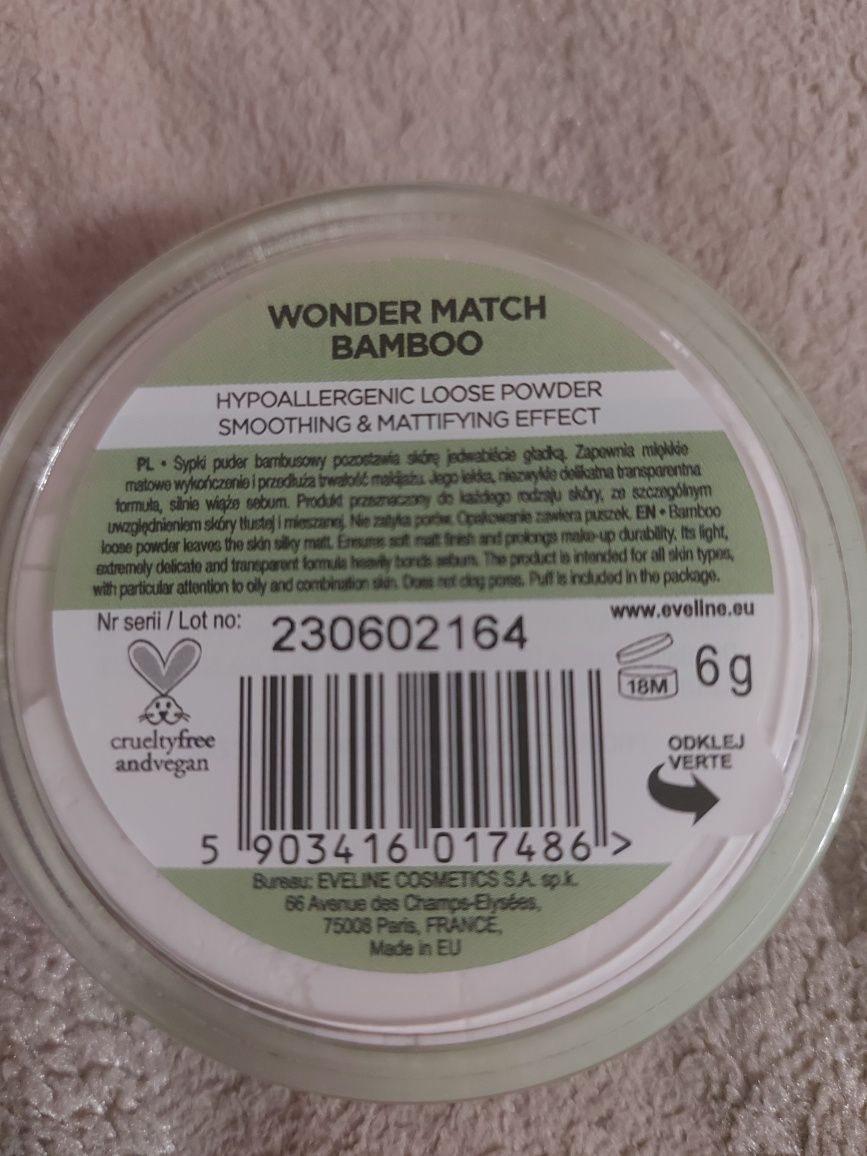 WONDER MATCH
BAMBOO
HYPOALLERGENIC LOOSE POWDER
SMOOTHING & MATTIFYING EFFECT
PL • Sypki puder bambusowy pozostawia skórę jedwabiście gładką. Zapewnia miękkie
matowe wykończenie i przedłuża trwałość makijażu. Jego lekka, niezwykle delikatna transparentna
formuła, silnie wiąże sebum. Produkt przeznaczony do każdego rodzaju skóry, ze szczególnym
uwzględnieniem skóry tłustej i mieszanej. Nie zatyka porów. Opakowanie zawiera puszek. EN • Bamboo
loose powder leaves the skin silky matt. Ensures soft matt finish and prolongs make-up durability. Its light,
extremely delicate and transparent formula heavily bonds sebum. The product is intended for all skin types,
with particular attention to oily and combination skin. Does not clog pores. Puff is included in the package.
www.eveline.eu
Nr serii / Lot no: 230602164
18M 6 g
crueltyfree
andvegan
ODKLEJ
VERTE
5 903416 017486 >
Bureau: EVELINE COSMETICS S.A. sp.k.
66 Avenue des Champs-Elysées,
75008 Paris, FRANCE,
Made in EU